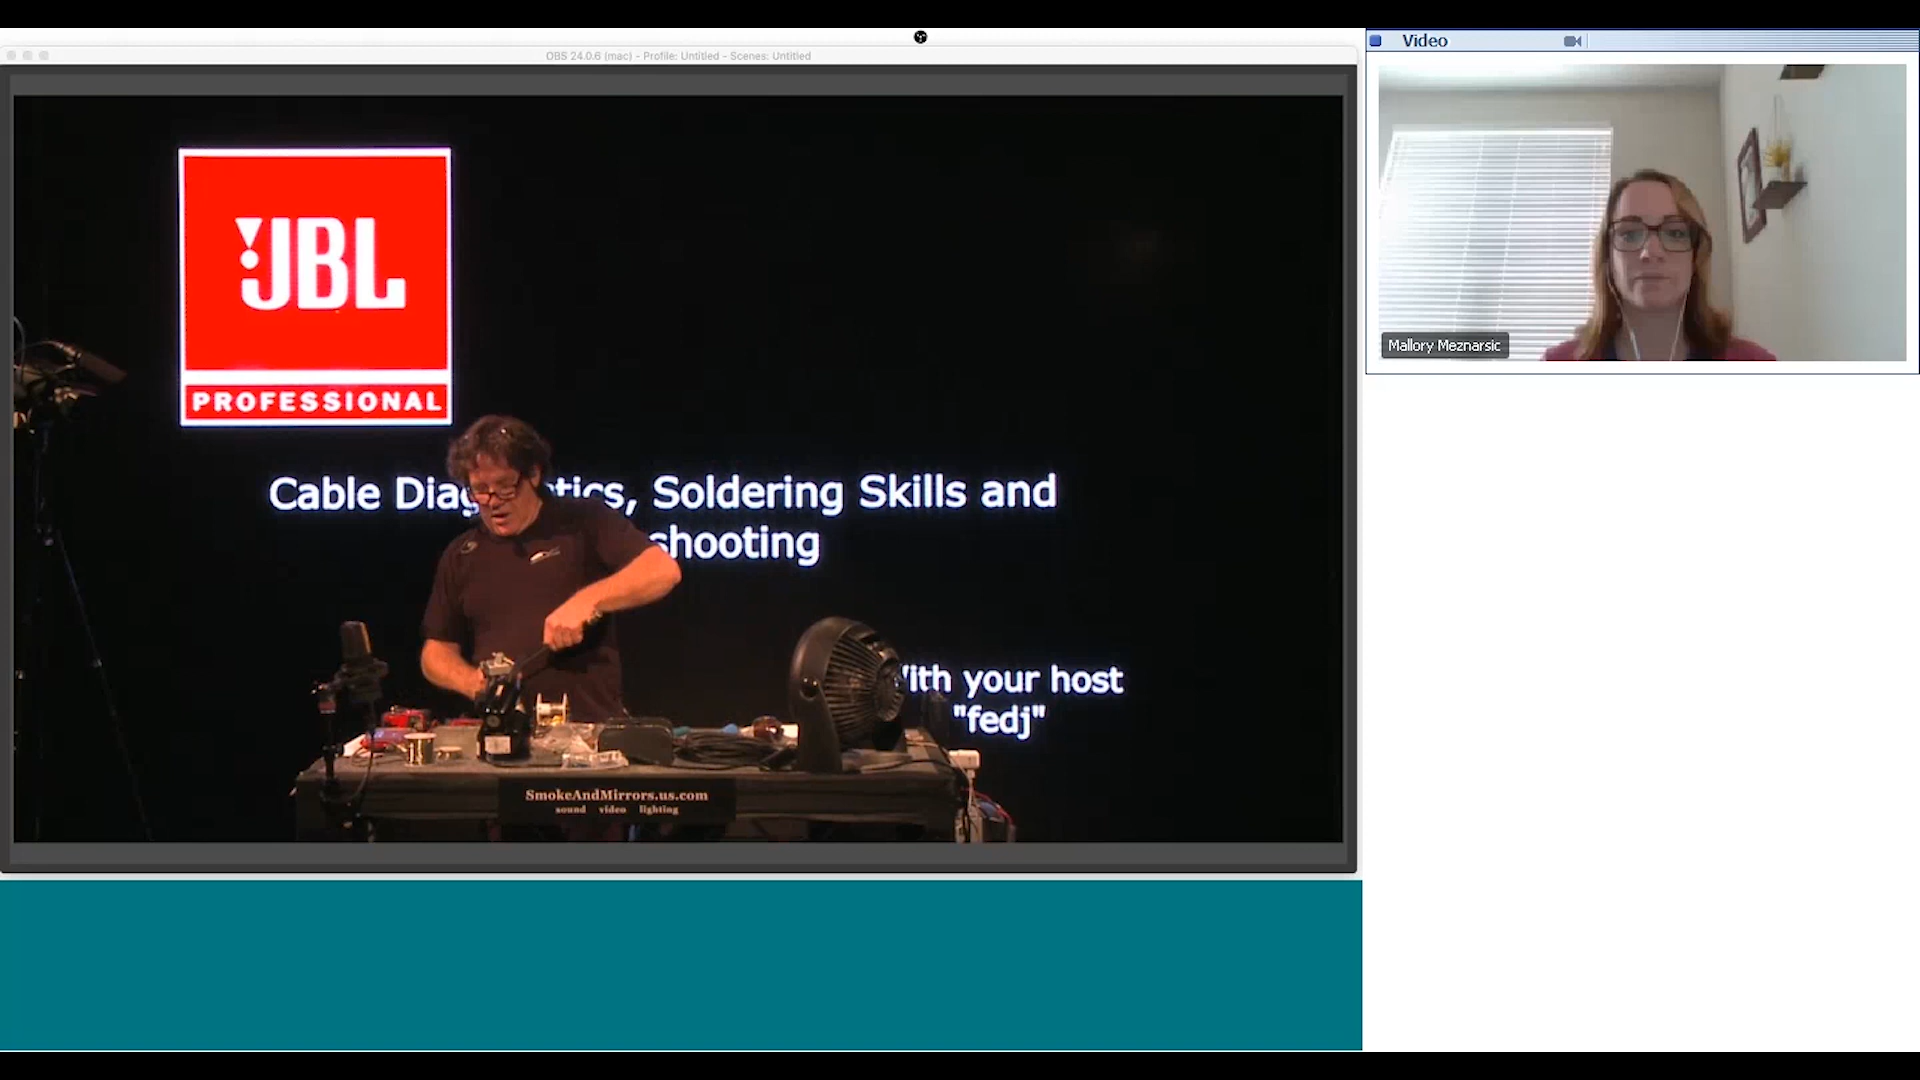 OBS 24.0.6 (mac) - Profile: Untitled - Scenes: Untitled
Video
JBL
PROFESSIONAL
Mallory Meznarsic
Cable Diag tics, Soldering Skills and
shooting
ith your host
"fedj"
SmokeAndMirrors.us.com
sound video lighting